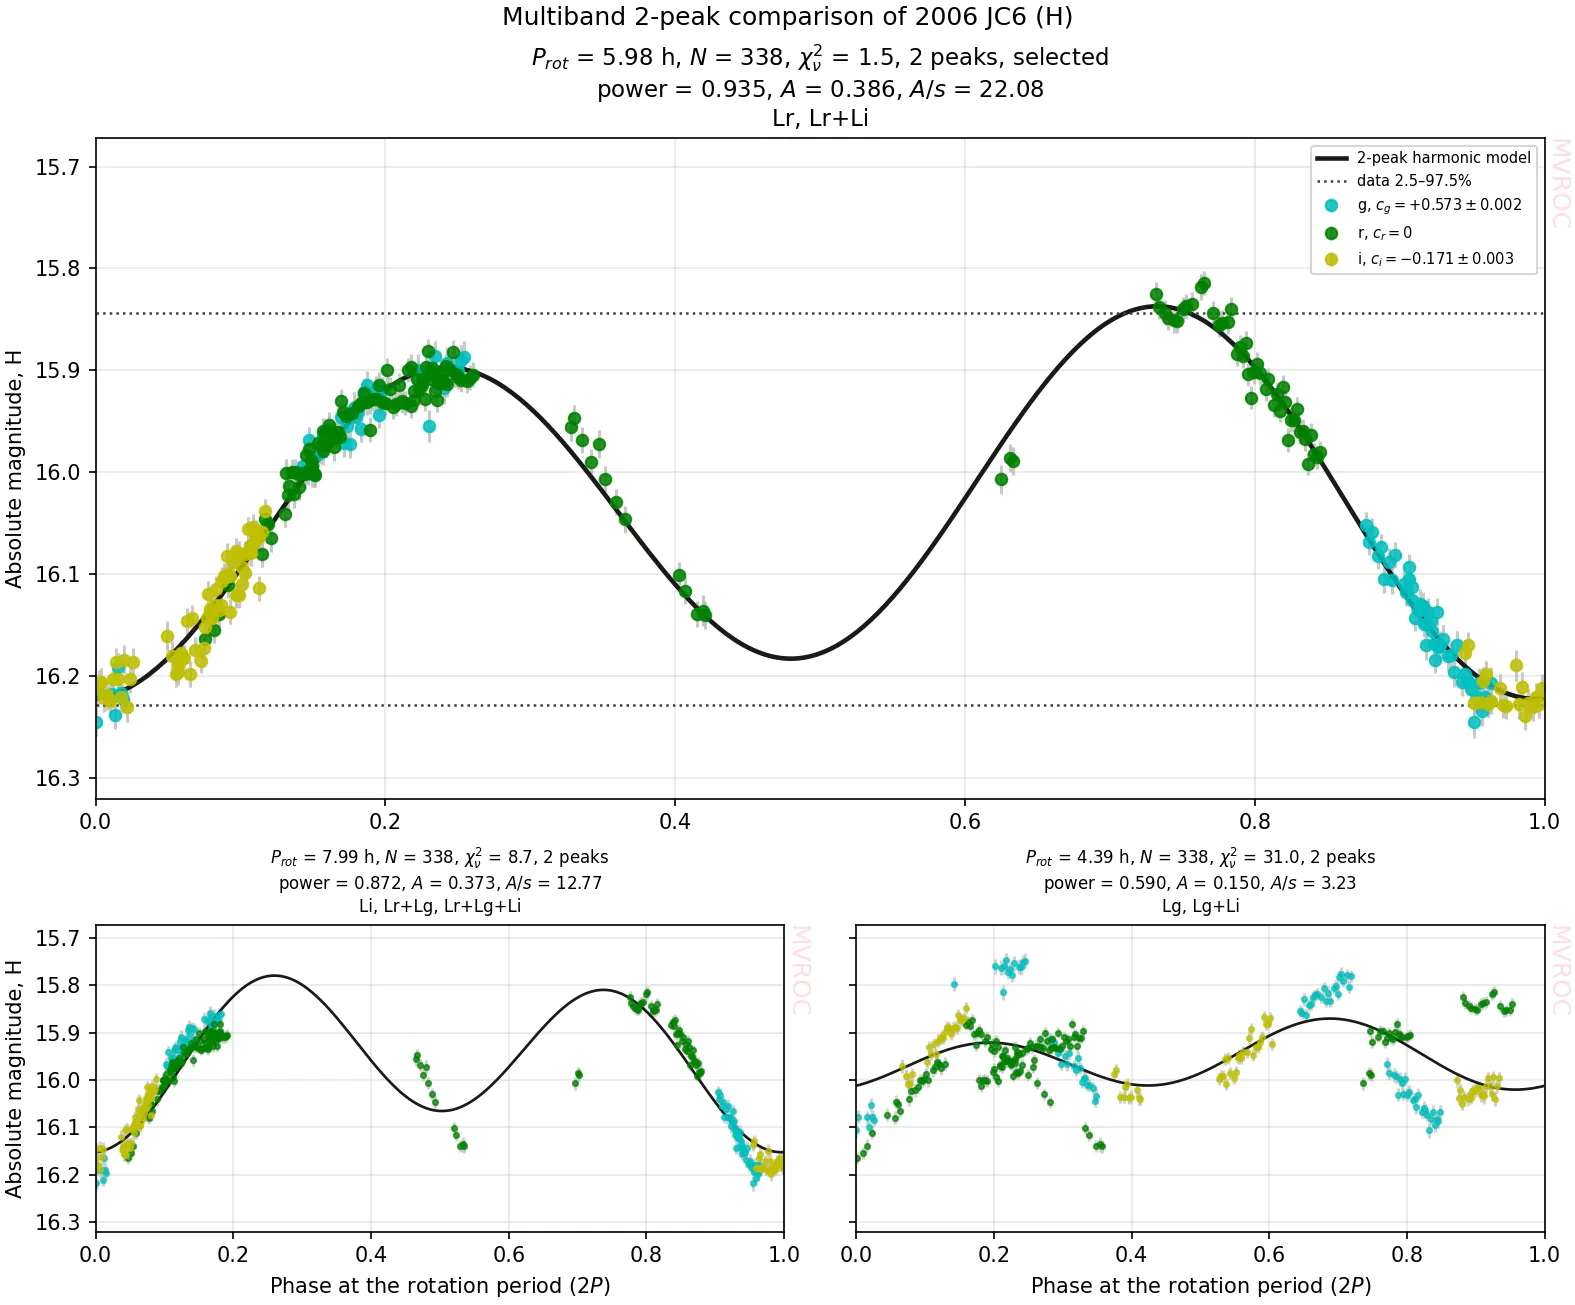 Multiband 2-peak comparison of 2006 JC6 (H)
P_rot = 5.98 h, N = 338, χ²_ν = 1.5, 2 peaks, selected
power = 0.935, A = 0.386, A/s = 22.08
Lr, Lr+Li
2-peak harmonic model
data 2.5–97.5%
g, c_g = +0.573 ± 0.002
r, c_r = 0
i, c_i = −0.171 ± 0.003
MVROC
Absolute magnitude, H
15.7
15.8
15.9
16.0
16.1
16.2
16.3
0.0 0.2 0.4 0.6 0.8 1.0
P_rot = 7.99 h, N = 338, χ²_ν = 8.7, 2 peaks
power = 0.872, A = 0.373, A/s = 12.77
Li, Lr+Lg, Lr+Lg+Li
MVROC
Absolute magnitude, H
15.7
15.8
15.9
16.0
16.1
16.2
16.3
0.0 0.2 0.4 0.6 0.8 1.0
Phase at the rotation period (2P)
P_rot = 4.39 h, N = 338, χ²_ν = 31.0, 2 peaks
power = 0.590, A = 0.150, A/s = 3.23
Lg, Lg+Li
MVROC
0.0 0.2 0.4 0.6 0.8 1.0
Phase at the rotation period (2P)